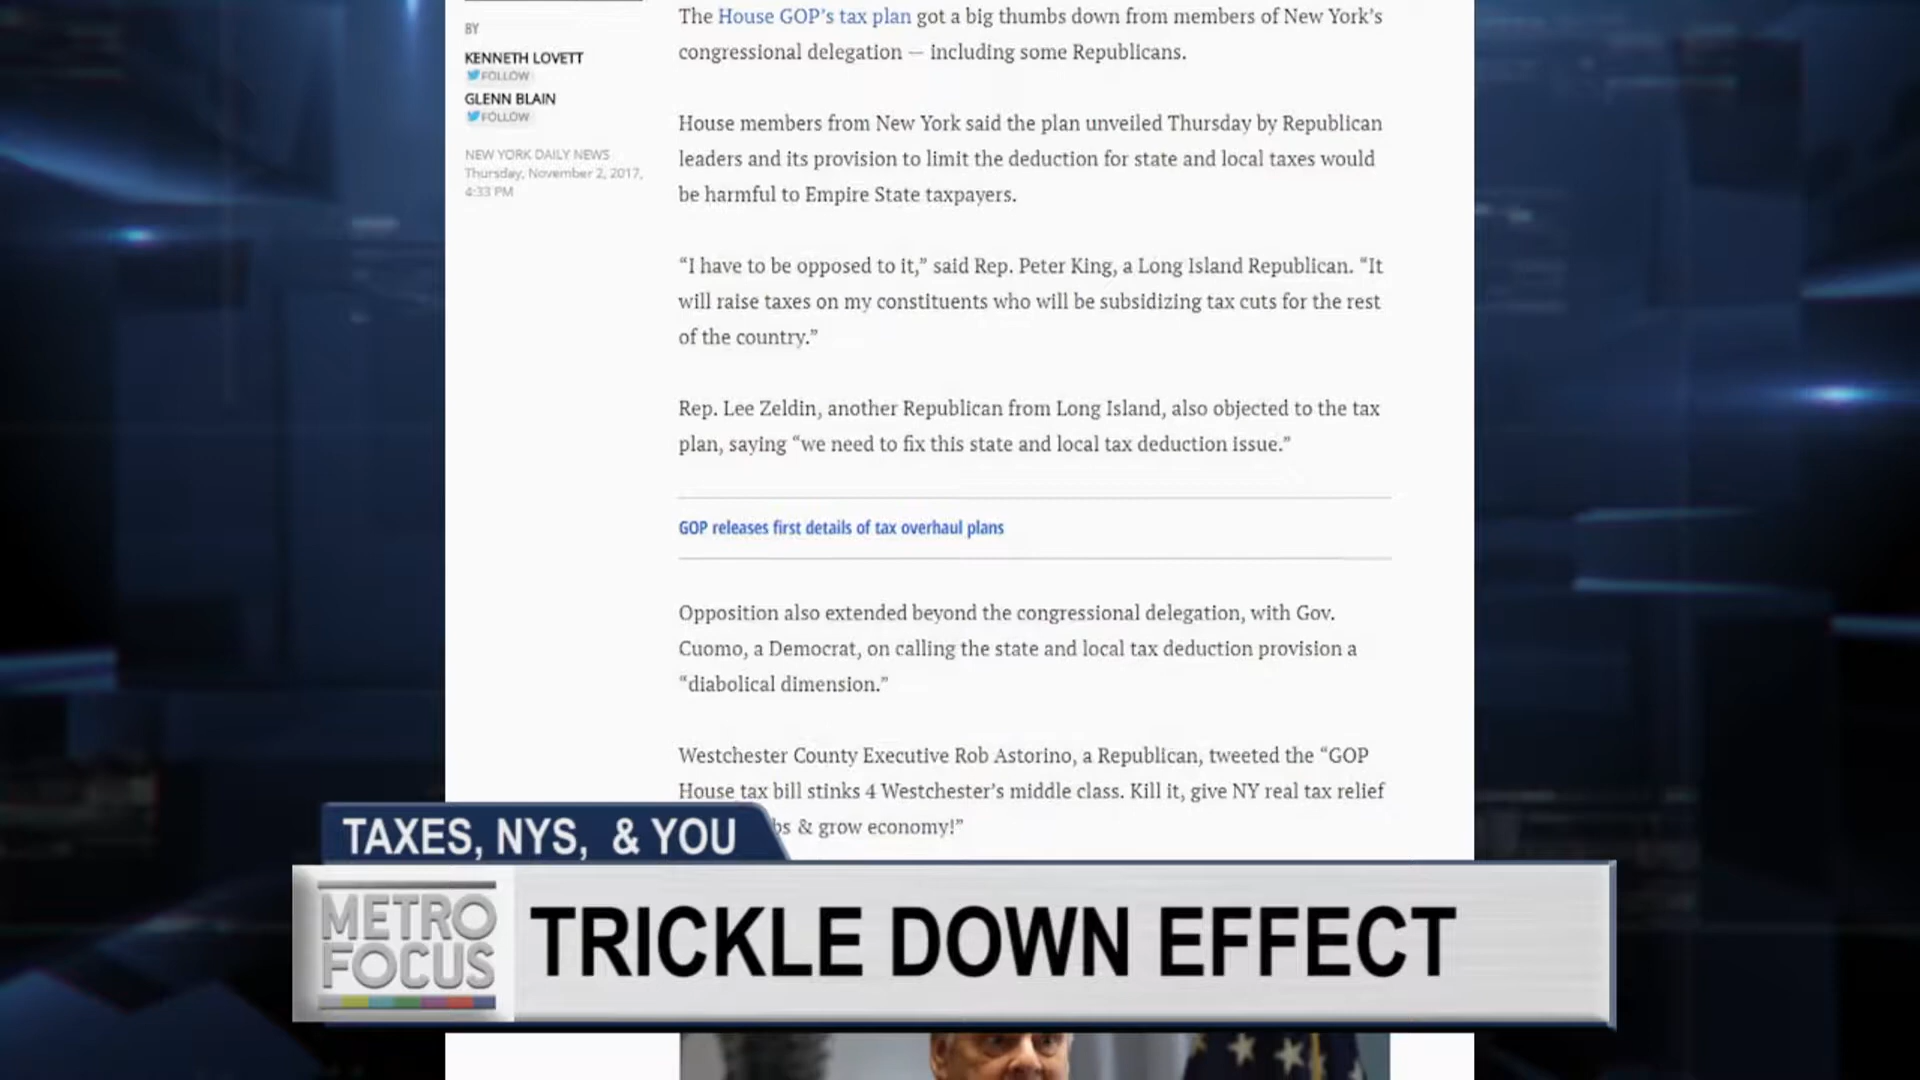 BY
KENNETH LOVETT
FOLLOW
GLENN BLAIN
FOLLOW
NEW YORK DAILY NEWS
Thursday, November 2, 2017,
4:33 PM
The House GOP’s tax plan got a big thumbs down from members of New York’s
congressional delegation — including some Republicans.
House members from New York said the plan unveiled Thursday by Republican
leaders and its provision to limit the deduction for state and local taxes would
be harmful to Empire State taxpayers.
“I have to be opposed to it,” said Rep. Peter King, a Long Island Republican. “It
will raise taxes on my constituents who will be subsidizing tax cuts for the rest
of the country.”
Rep. Lee Zeldin, another Republican from Long Island, also objected to the tax
plan, saying “we need to fix this state and local tax deduction issue.”
GOP releases first details of tax overhaul plans
Opposition also extended beyond the congressional delegation, with Gov.
Cuomo, a Democrat, on calling the state and local tax deduction provision a
“diabolical dimension.”
Westchester County Executive Rob Astorino, a Republican, tweeted the “GOP
House tax bill stinks 4 Westchester’s middle class. Kill it, give NY real tax relief
& grow economy!”
TAXES, NYS, & YOU
METRO
FOCUS
TRICKLE DOWN EFFECT